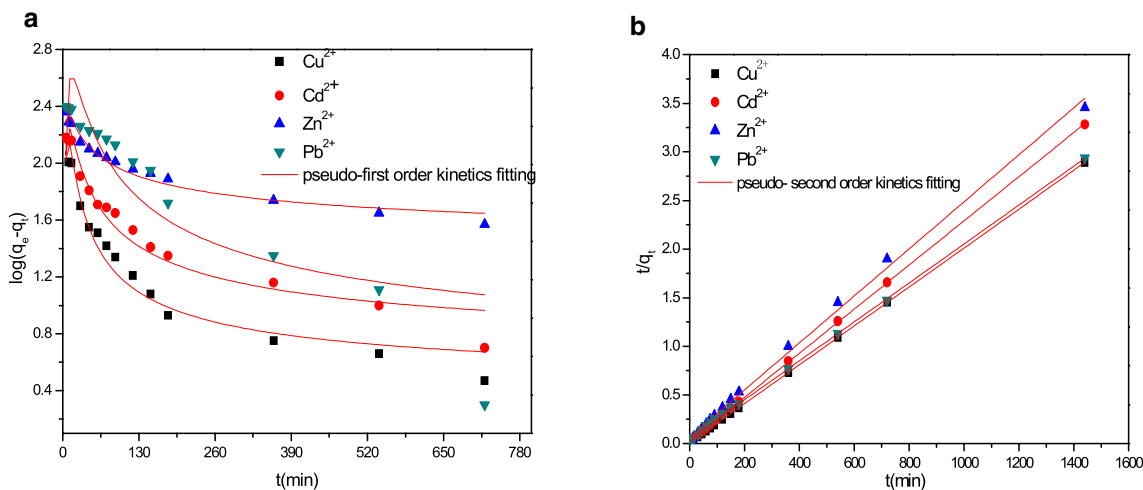 a
2.8
2.4
2.0
1.6
1.2
0.8
0.4
log(qe-qt)
0
130
260
390
520
650
780
t(min)
Cu2+
Cd2+
Zn2+
Pb2+
pseudo-first order kinetics fitting
b
4.0
3.5
3.0
2.5
2.0
1.5
1.0
0.5
0.0
t/qt
0
200
400
600
800
1000
1200
1400
1600
t(min)
Cu2+
Cd2+
Zn2+
Pb2+
pseudo- second order kinetics fitting